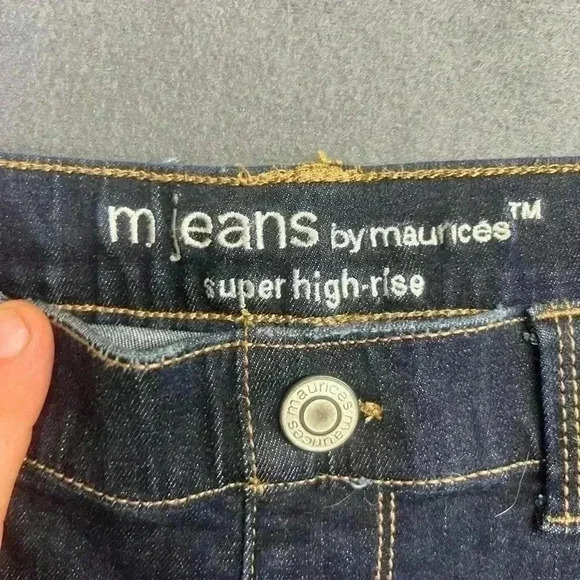 m jeans by maurices™
super high-rise
maurices maurices